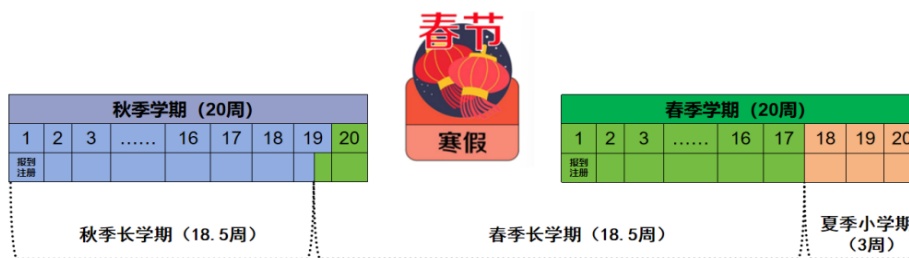 春节
寒假
秋季学期（20周）
1 2 3 …… 16 17 18 19 20
报到
注册
春季学期（20周）
1 2 3 …… 16 17 18 19 20
报到
注册
秋季长学期（18.5周）
春季长学期（18.5周）
夏季小学期
（3周）